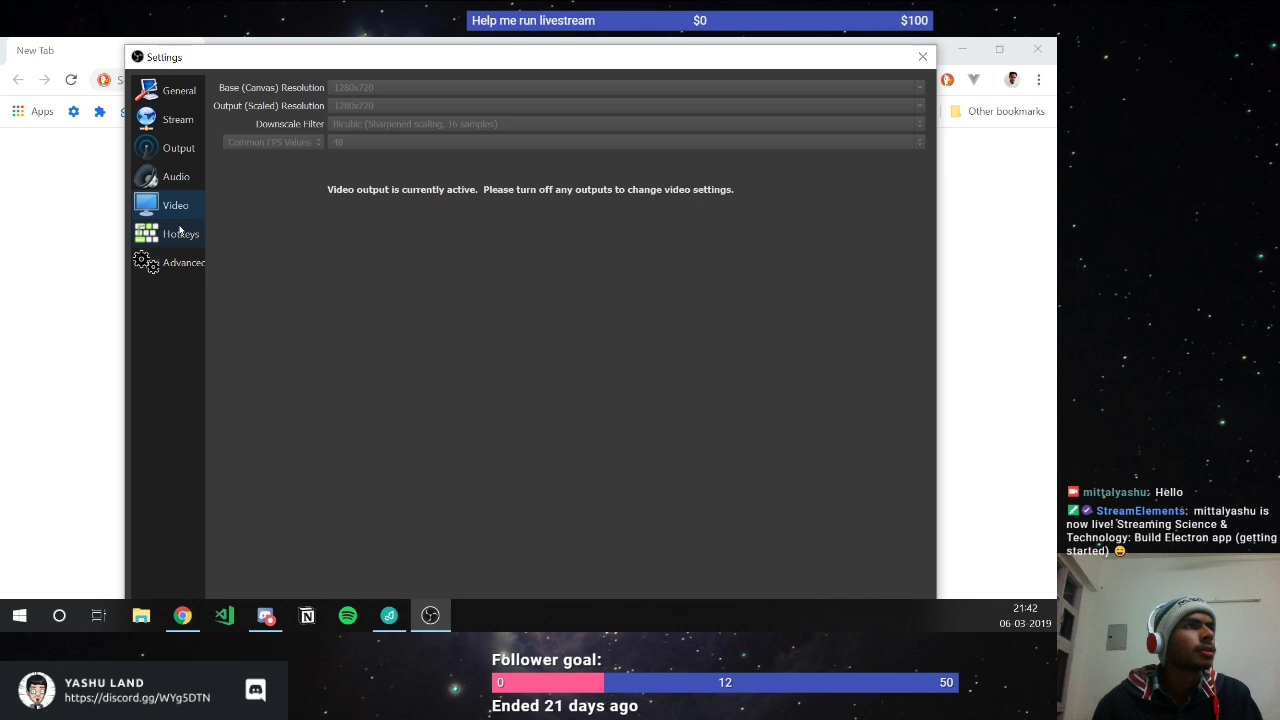 Help me run livestream $0 $100
New Tab
Settings
S
Apps
Other bookmarks
General
Stream
Output
Audio
Video
Hotkeys
Advanced
Base (Canvas) Resolution 1280x720
Output (Scaled) Resolution 1280x720
Downscale Filter Bicubic (Sharpened scaling, 16 samples)
Common FPS Values 48
Video output is currently active. Please turn off any outputs to change video settings.
mittalyashu: Hello
StreamElements: mittalyashu is
now live! Streaming Science &
Technology: Build Electron app (getting
started) 😄
21:42
06-03-2019
YASHU LAND
https://discord.gg/WYg5DTN
Follower goal:
0 12 50
Ended 21 days ago